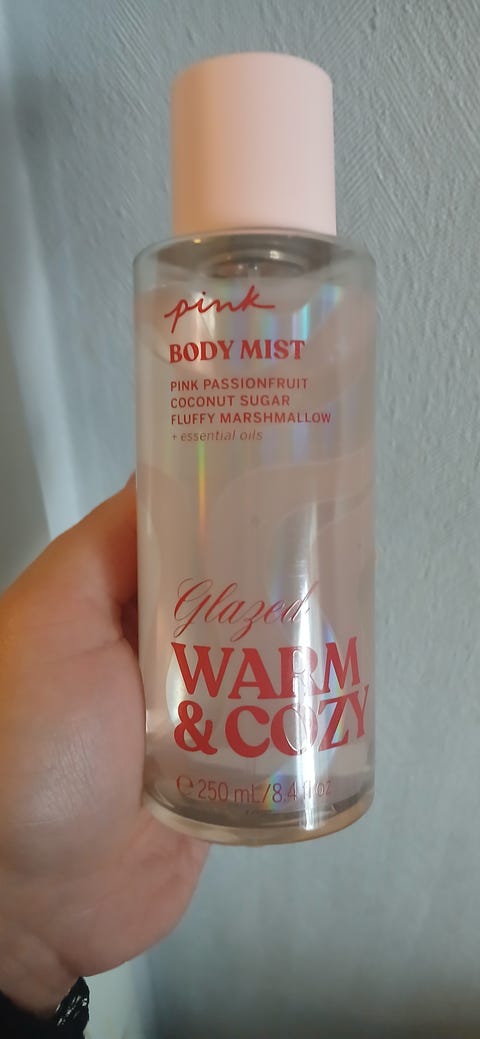 pink
BODY MIST
PINK PASSIONFRUIT
COCONUT SUGAR
FLUFFY MARSHMALLOW
+ essential oils
Glazed
WARM
& COZY
℮ 250 mL/8.4 fl oz